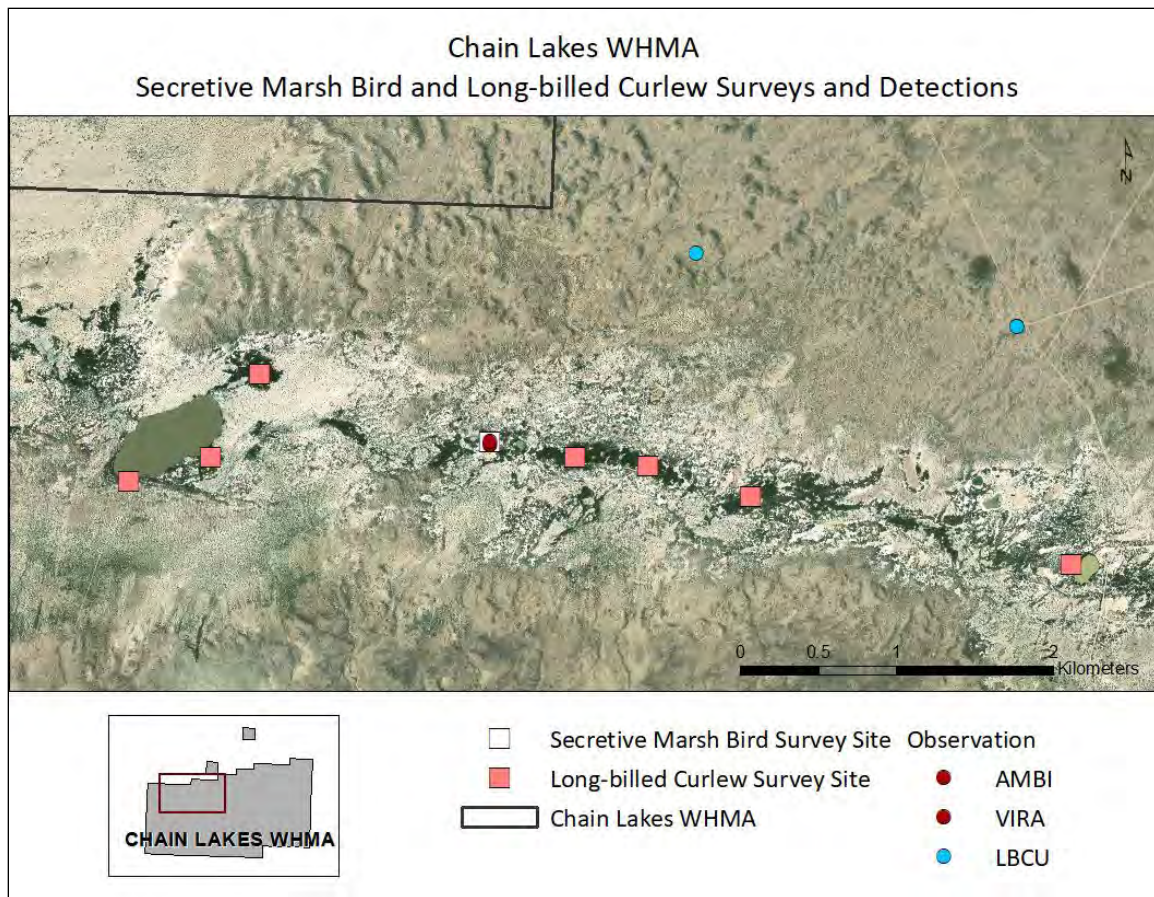 Chain Lakes WHMA
Secretive Marsh Bird and Long-billed Curlew Surveys and Detections
N
0 0.5 1 2
Kilometers
CHAIN LAKES WHMA
Secretive Marsh Bird Survey Site
Long-billed Curlew Survey Site
Chain Lakes WHMA
Observation
AMBI
VIRA
LBCU